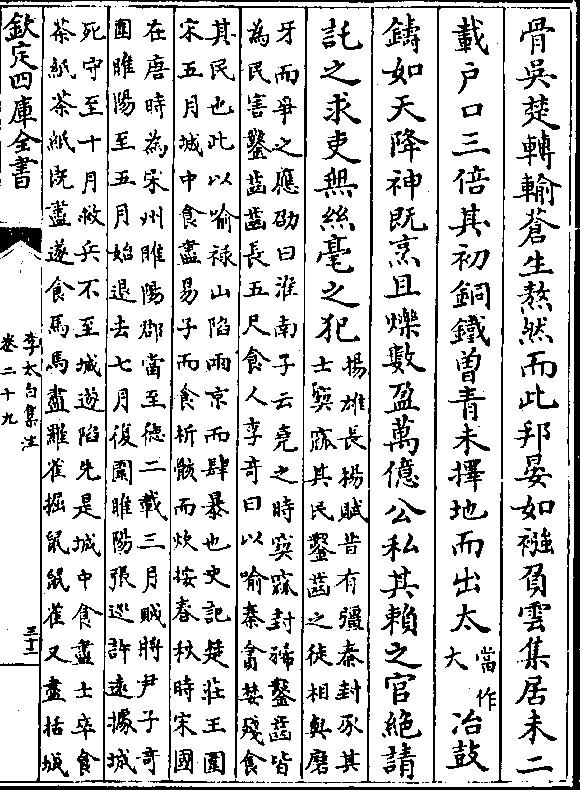 骨吳楚轉輸蒼生熬然而此邦晏如襁負雲集居未二
載户口三倍其初銅鐵曽青未擇地而出太當作大冶鼓
鑄如天降神既烹且爍數盈萬億公私其賴之官絶請
託之求吏無絲毫之犯揚雄長楊賦昔有彊秦封豕其
士窫窳其民鑿齒之徒相與磨
牙而爭之應劭曰淮南子云堯之時窫窳封豨鑿齒皆
為民害鑿齒齒長五尺食人李奇曰以喻秦貪婪殘食
其民也此以喻禄山陷兩京而肆暴也史記楚莊王圍
宋五月城中食盡易子而食析骸而炊按春秋時宋國
在唐時為宋州睢陽郡當至徳二載三月賊將尹子奇
圍睢陽至五月始退去七月復圍睢陽張巡許逺據城
死守至十月救兵不至城遂陷先是城中食盡士卒食
茶紙茶紙既盡遂食馬馬盡羅雀掘鼠鼠雀又盡括城
欽定四庫全書
李太白集注
卷二十九
三十